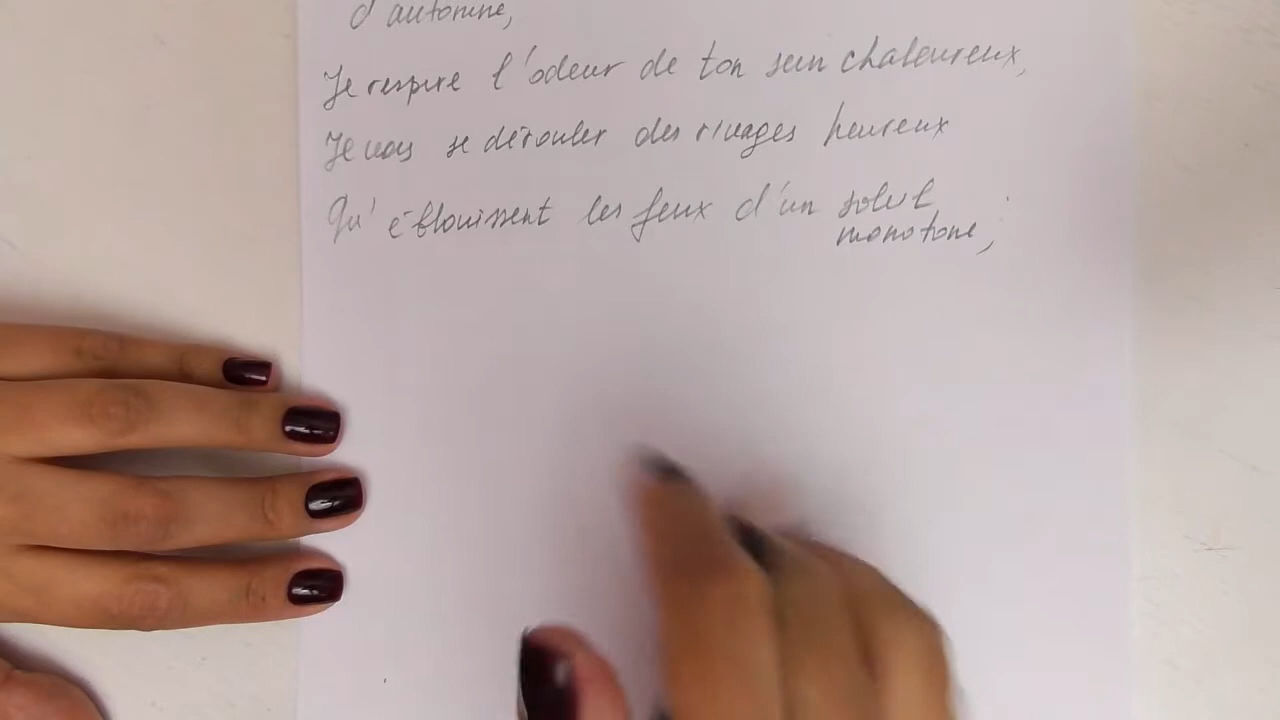 d'automne,
Je respire l'odeur de ton sein chaleureux,
Je vois se dérouler des rivages heureux
Qu'éblouissent les feux d'un soleil
monotone,